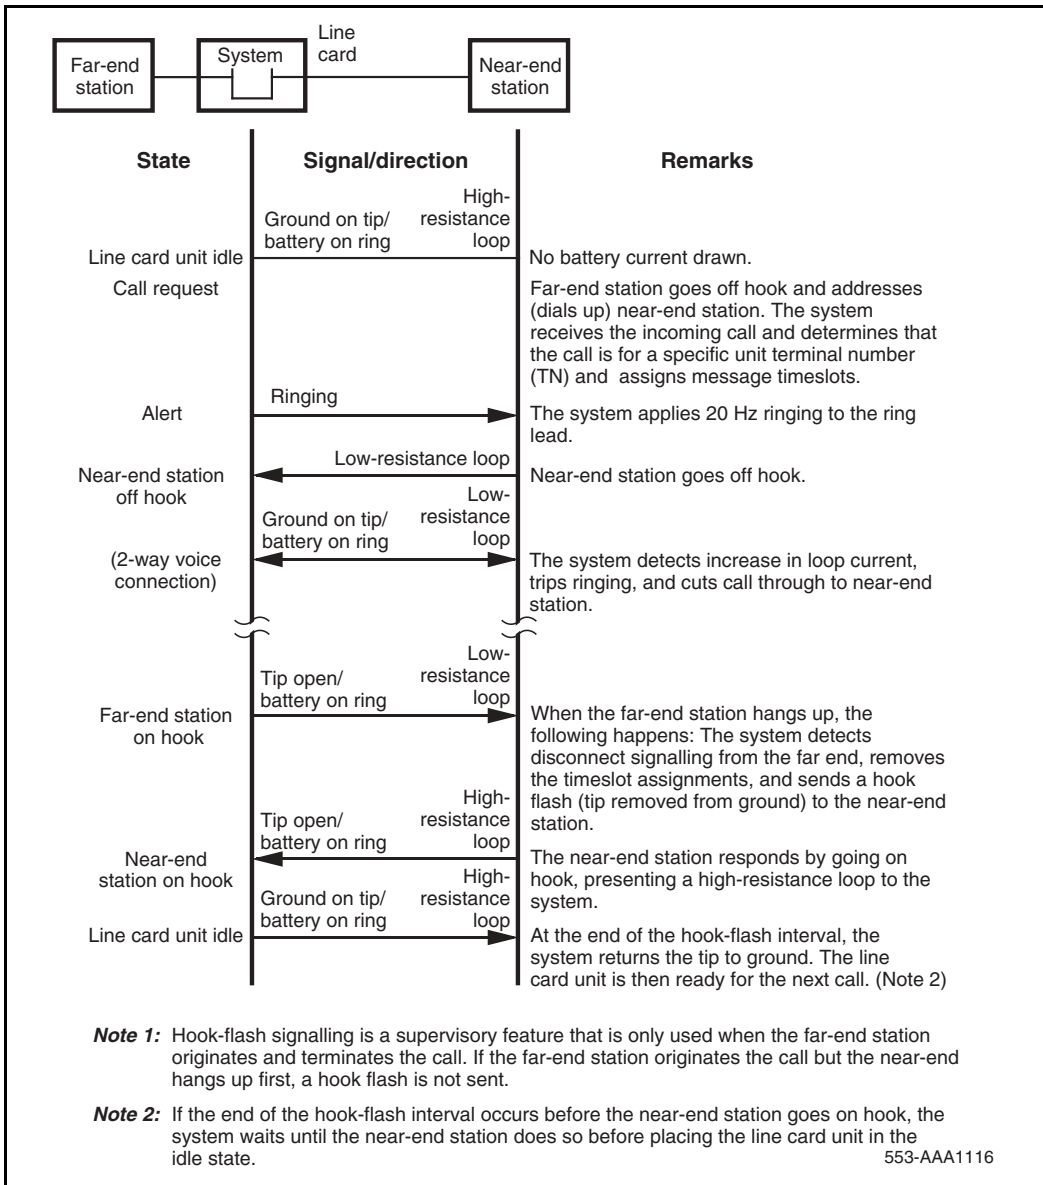 Far-end
station
System
Line
card
Near-end
station
State
Signal/direction
Remarks
Ground on tip/
battery on ring
High-
resistance
loop
Line card unit idle
No battery current drawn.
Call request
Far-end station goes off hook and addresses
(dials up) near-end station. The system
receives the incoming call and determines that
the call is for a specific unit terminal number
(TN) and assigns message timeslots.
Alert
Ringing
The system applies 20 Hz ringing to the ring
lead.
Near-end station
off hook
Low-resistance loop
Near-end station goes off hook.
Ground on tip/
battery on ring
Low-
resistance
loop
(2-way voice
connection)
The system detects increase in loop current,
trips ringing, and cuts call through to near-end
station.
Tip open/
battery on ring
Low-
resistance
loop
Far-end station
on hook
When the far-end station hangs up, the
following happens: The system detects
disconnect signalling from the far end, removes
the timeslot assignments, and sends a hook
flash (tip removed from ground) to the near-end
station.
Tip open/
battery on ring
High-
resistance
loop
Near-end
station on hook
The near-end station responds by going on
hook, presenting a high-resistance loop to the
system.
Ground on tip/
battery on ring
High-
resistance
loop
Line card unit idle
At the end of the hook-flash interval, the
system returns the tip to ground. The line
card unit is then ready for the next call. (Note 2)
Note 1: Hook-flash signalling is a supervisory feature that is only used when the far-end station
originates and terminates the call. If the far-end station originates the call but the near-end
hangs up first, a hook flash is not sent.
Note 2: If the end of the hook-flash interval occurs before the near-end station goes on hook, the
system waits until the near-end station does so before placing the line card unit in the
idle state.
553-AAA1116